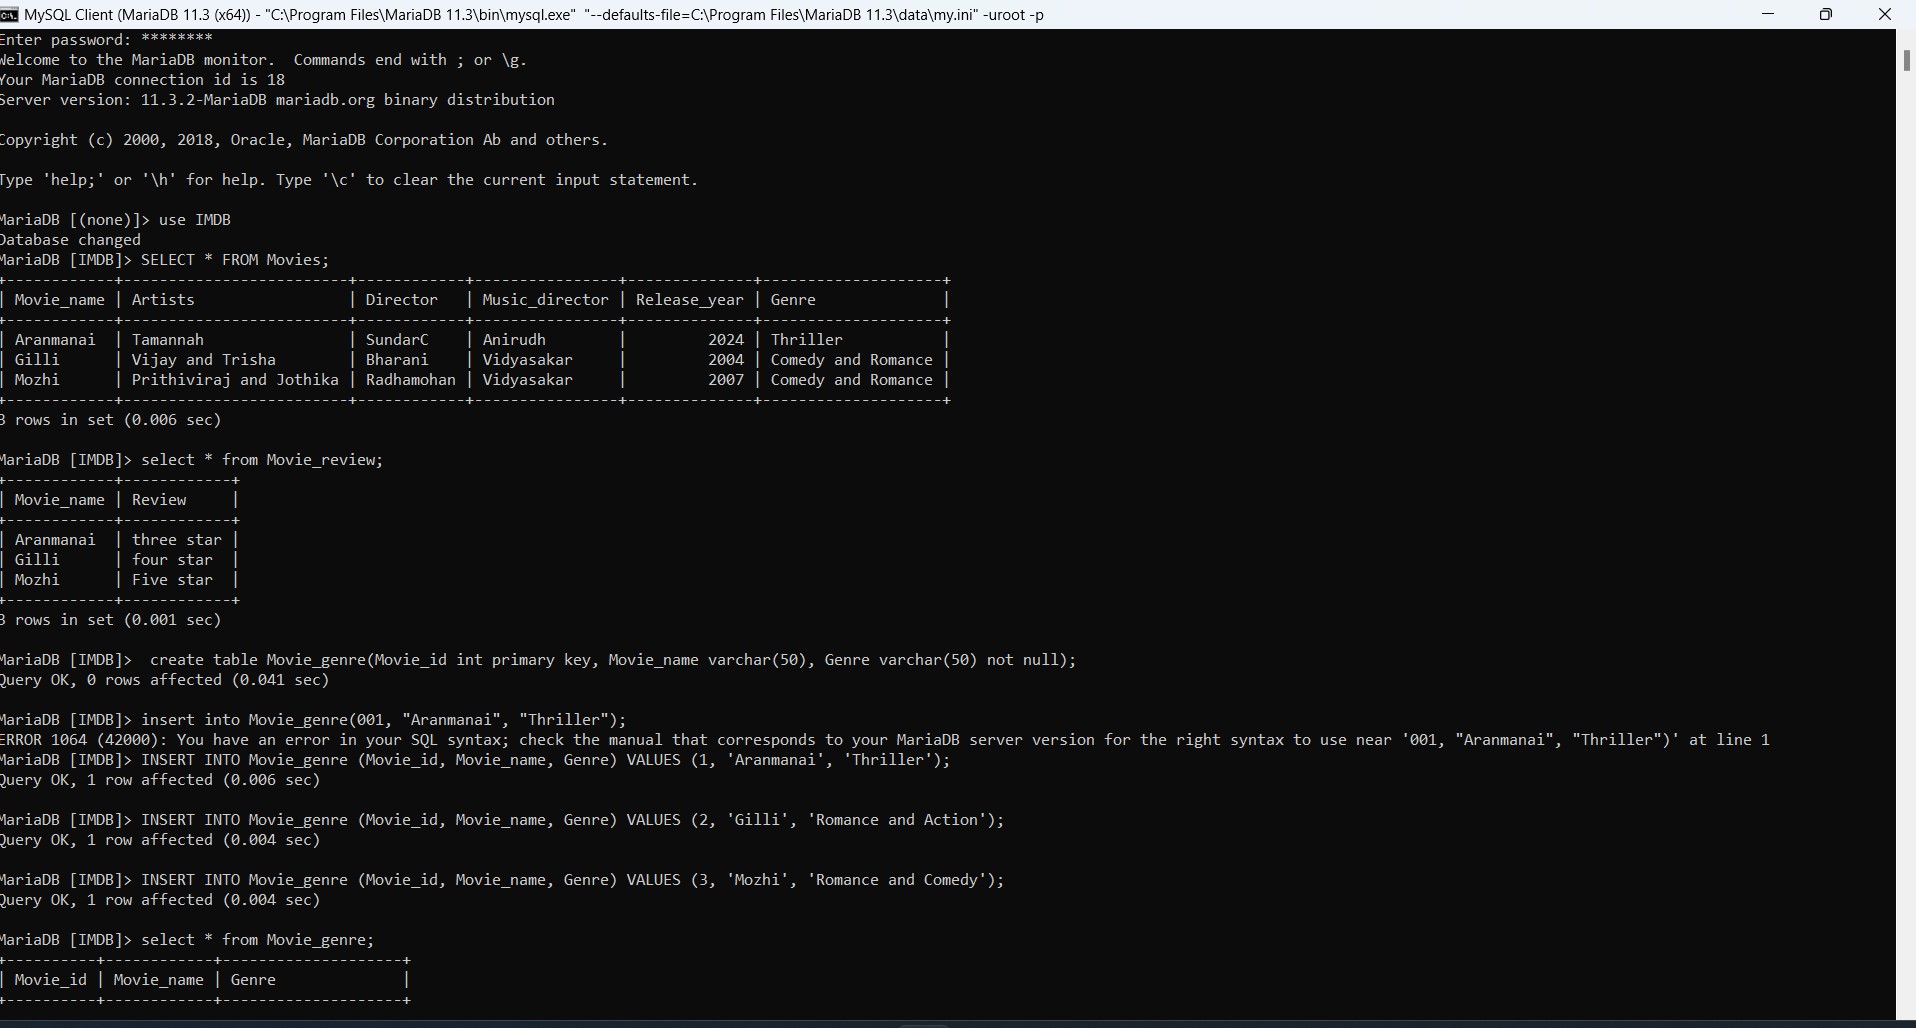 MySQL Client (MariaDB 11.3 (x64)) - "C:\Program Files\MariaDB 11.3\bin\mysql.exe" "--defaults-file=C:\Program Files\MariaDB 11.3\data\my.ini" -uroot -p
Enter password: ********
Welcome to the MariaDB monitor.  Commands end with ; or \g.
Your MariaDB connection id is 18
Server version: 11.3.2-MariaDB mariadb.org binary distribution
Copyright (c) 2000, 2018, Oracle, MariaDB Corporation Ab and others.
Type 'help;' or '\h' for help. Type '\c' to clear the current input statement.
MariaDB [(none)]> use IMDB
Database changed
MariaDB [IMDB]> SELECT * FROM Movies;
+------------+-------------------------+------------+----------------+--------------+--------------------+
| Movie_name | Artists                 | Director   | Music_director | Release_year | Genre              |
+------------+-------------------------+------------+----------------+--------------+--------------------+
| Aranmanai  | Tamannah                | SundarC    | Anirudh        |         2024 | Thriller           |
| Gilli      | Vijay and Trisha        | Bharani    | Vidyasakar     |         2004 | Comedy and Romance |
| Mozhi      | Prithiviraj and Jothika | Radhamohan | Vidyasakar     |         2007 | Comedy and Romance |
+------------+-------------------------+------------+----------------+--------------+--------------------+
3 rows in set (0.006 sec)
MariaDB [IMDB]> select * from Movie_review;
+------------+------------+
| Movie_name | Review     |
+------------+------------+
| Aranmanai  | three star |
| Gilli      | four star  |
| Mozhi      | Five star  |
+------------+------------+
3 rows in set (0.001 sec)
MariaDB [IMDB]>  create table Movie_genre(Movie_id int primary key, Movie_name varchar(50), Genre varchar(50) not null);
Query OK, 0 rows affected (0.041 sec)
MariaDB [IMDB]> insert into Movie_genre(001, "Aranmanai", "Thriller");
ERROR 1064 (42000): You have an error in your SQL syntax; check the manual that corresponds to your MariaDB server version for the right syntax to use near '001, "Aranmanai", "Thriller")' at line 1
MariaDB [IMDB]> INSERT INTO Movie_genre (Movie_id, Movie_name, Genre) VALUES (1, 'Aranmanai', 'Thriller');
Query OK, 1 row affected (0.006 sec)
MariaDB [IMDB]> INSERT INTO Movie_genre (Movie_id, Movie_name, Genre) VALUES (2, 'Gilli', 'Romance and Action');
Query OK, 1 row affected (0.004 sec)
MariaDB [IMDB]> INSERT INTO Movie_genre (Movie_id, Movie_name, Genre) VALUES (3, 'Mozhi', 'Romance and Comedy');
Query OK, 1 row affected (0.004 sec)
MariaDB [IMDB]> select * from Movie_genre;
+----------+------------+--------------------+
| Movie_id | Movie_name | Genre              |
+----------+------------+--------------------+